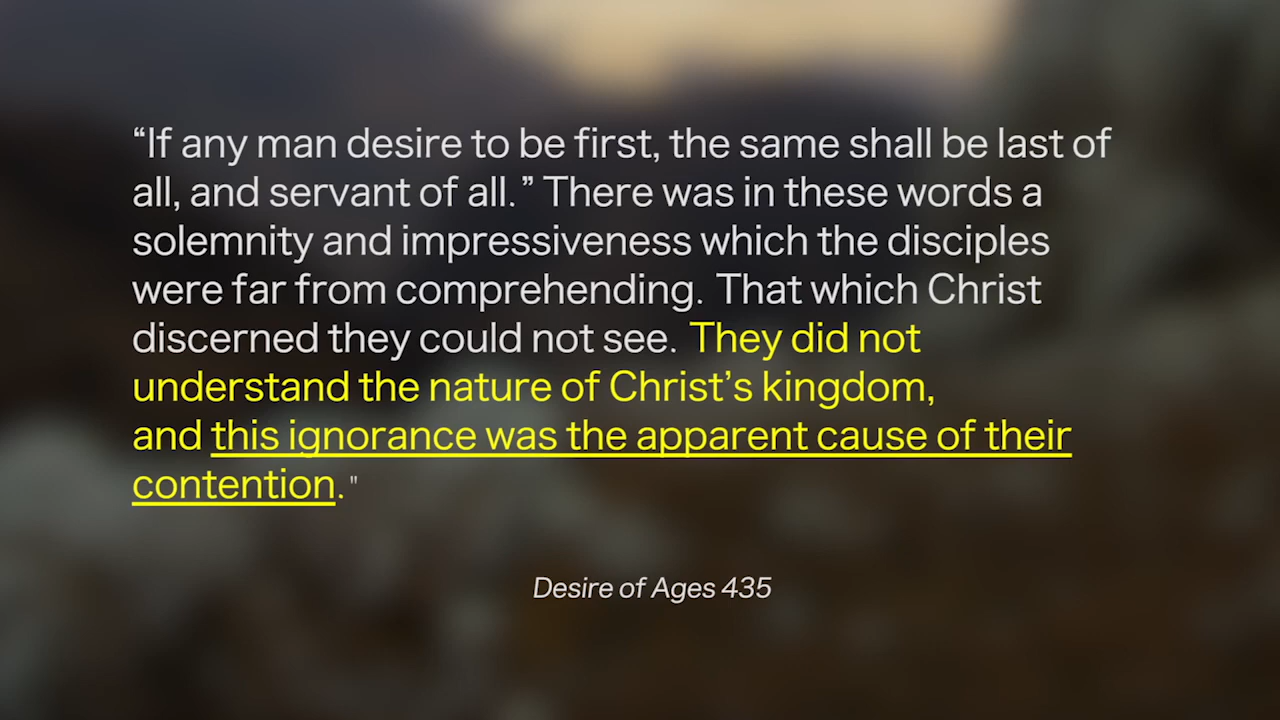 “If any man desire to be first, the same shall be last of
all, and servant of all.” There was in these words a
solemnity and impressiveness which the disciples
were far from comprehending. That which Christ
discerned they could not see. They did not
understand the nature of Christ’s kingdom,
and this ignorance was the apparent cause of their
contention."
Desire of Ages 435